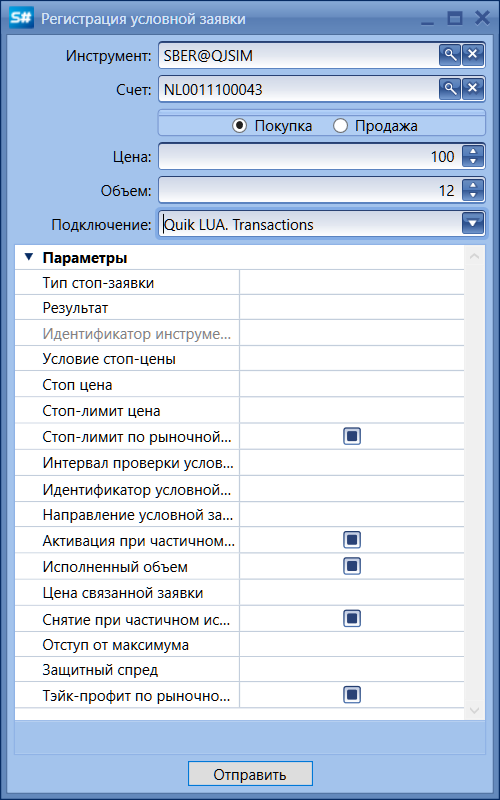 S# Регистрация условной заявки
Инструмент: SBER@QJSIM
Счет: NL0011100043
Покупка Продажа
Цена: 100
Объем: 12
Подключение: Quik LUA. Transactions
Параметры
Тип стоп-заявки
Результат
Идентификатор инструме...
Условие стоп-цены
Стоп цена
Стоп-лимит цена
Стоп-лимит по рыночной...
Интервал проверки услов...
Идентификатор условной...
Направление условной за...
Активация при частичном...
Исполненный объем
Цена связанной заявки
Снятие при частичном ис...
Отступ от максимума
Защитный спред
Тэйк-профит по рыночно...
Отправить